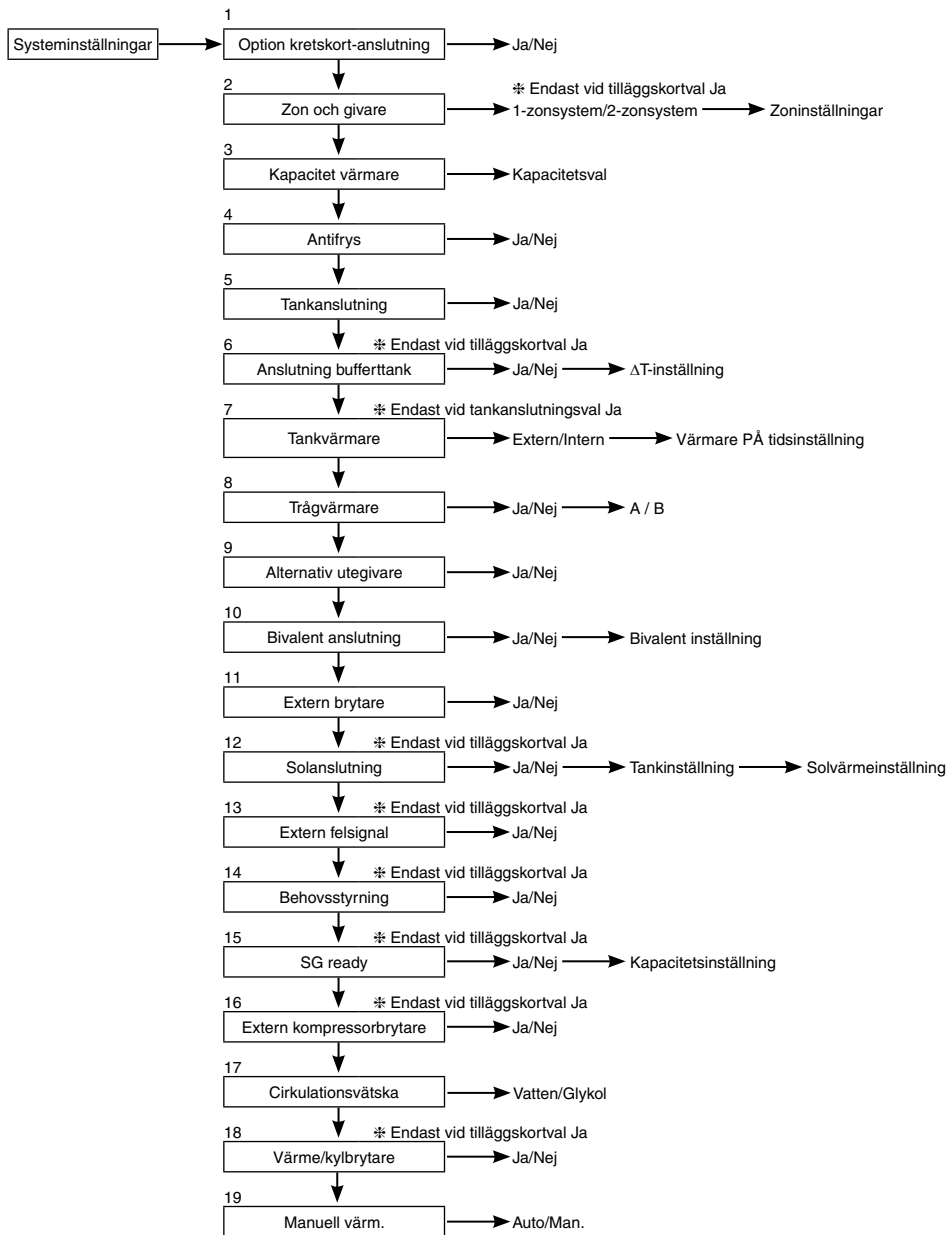 1
Systeminställningar
Option kretskort-anslutning
Ja/Nej
2
❉ Endast vid tilläggskortval Ja
Zon och givare
1-zonsystem/2-zonsystem
Zoninställningar
3
Kapacitet värmare
Kapacitetsval
4
Antifrys
Ja/Nej
5
Tankanslutning
Ja/Nej
6
❉ Endast vid tilläggskortval Ja
Anslutning bufferttank
Ja/Nej
∆T-inställning
7
❉ Endast vid tankanslutningsval Ja
Tankvärmare
Extern/Intern
Värmare PÅ tidsinställning
8
Trågvärmare
Ja/Nej
A / B
9
Alternativ utegivare
Ja/Nej
10
Bivalent anslutning
Ja/Nej
Bivalent inställning
11
Extern brytare
Ja/Nej
12
❉ Endast vid tilläggskortval Ja
Solanslutning
Ja/Nej
Tankinställning
Solvärmeinställning
13
❉ Endast vid tilläggskortval Ja
Extern felsignal
Ja/Nej
14
❉ Endast vid tilläggskortval Ja
Behovsstyrning
Ja/Nej
15
❉ Endast vid tilläggskortval Ja
SG ready
Ja/Nej
Kapacitetsinställning
16
❉ Endast vid tilläggskortval Ja
Extern kompressorbrytare
Ja/Nej
17
Cirkulationsvätska
Vatten/Glykol
18
❉ Endast vid tilläggskortval Ja
Värme/kylbrytare
Ja/Nej
19
Manuell värm.
Auto/Man.